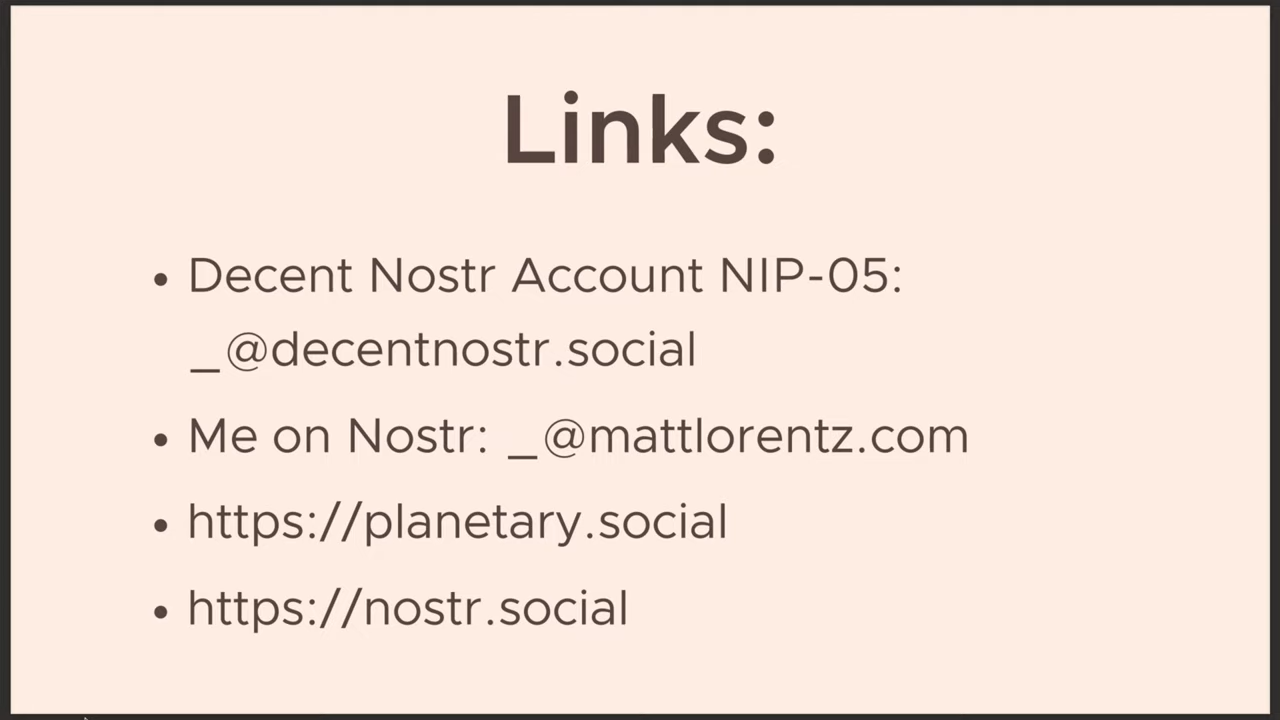 Links:
• Decent Nostr Account NIP-05:
_@decentnostr.social
• Me on Nostr: _@mattlorentz.com
• https://planetary.social
• https://nostr.social